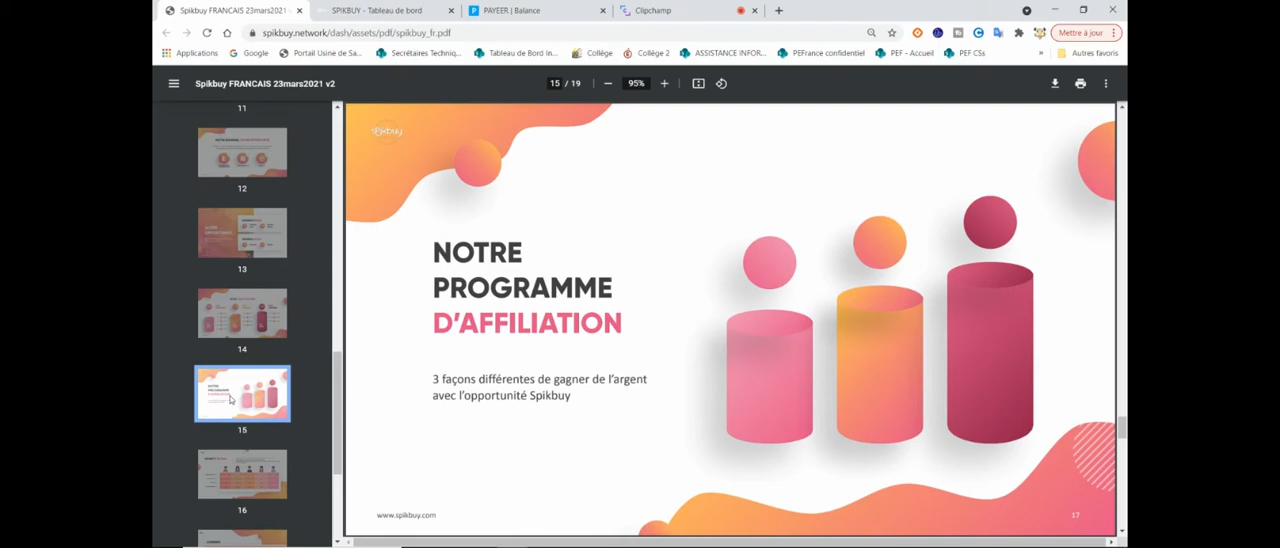 Spikbuy FRANCAIS 23mars2021
SPIKBUY - Tableau de bord
PAYEER | Balance
Clipchamp
spikbuy.network/dash/assets/pdf/spikbuy_fr.pdf
Mettre à jour
Applications
Google
Portail Usine de Sa...
Secrétaires Techniq...
Tableau de Bord In...
Collège
Collège 2
ASSISTANCE INFOR...
PEFrance confidentiel
PEF - Accueil
PEF CSs
»
Autres favoris
Spikbuy FRANCAIS 23mars2021 v2
15 / 19
95%
11
12
13
14
15
16
spikbuy
NOTRE
PROGRAMME
D’AFFILIATION
3 façons différentes de gagner de l’argent
avec l’opportunité Spikbuy
www.spikbuy.com
17